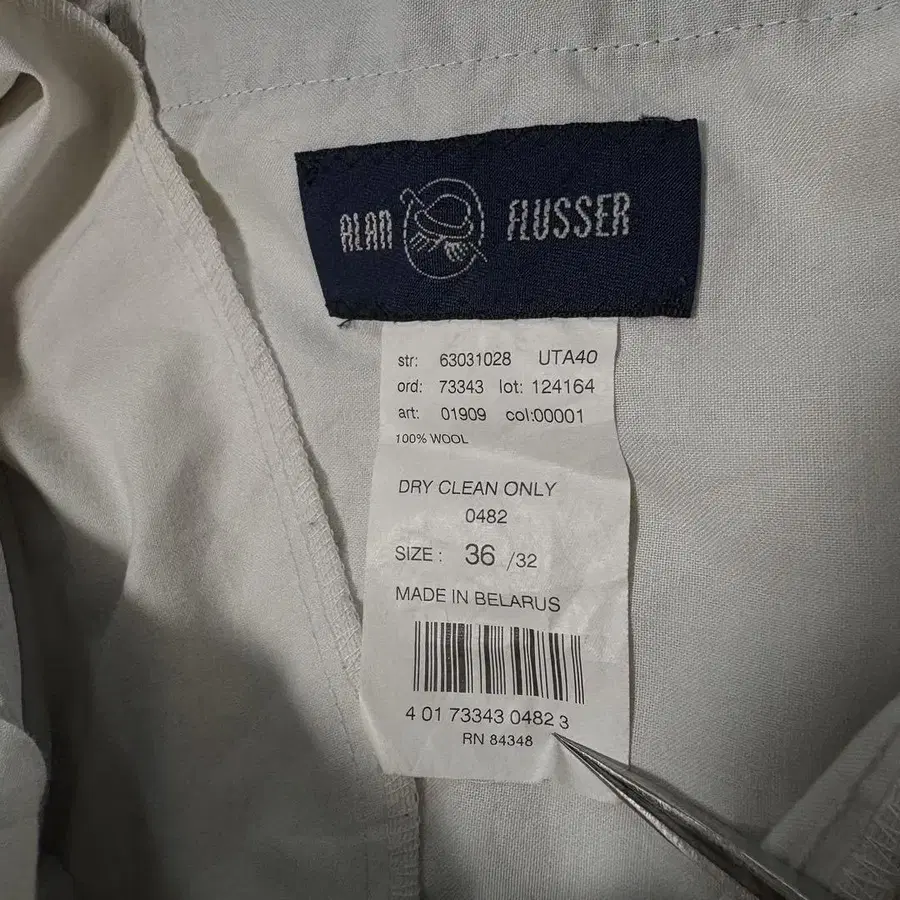 ALAN FLUSSER
str: 63031028 UTA40
ord: 73343 lot: 124164
art: 01909 col:00001
100% WOOL
DRY CLEAN ONLY
0482
SIZE : 36 /32
MADE IN BELARUS
4 01 73343 0482 3
RN 84348